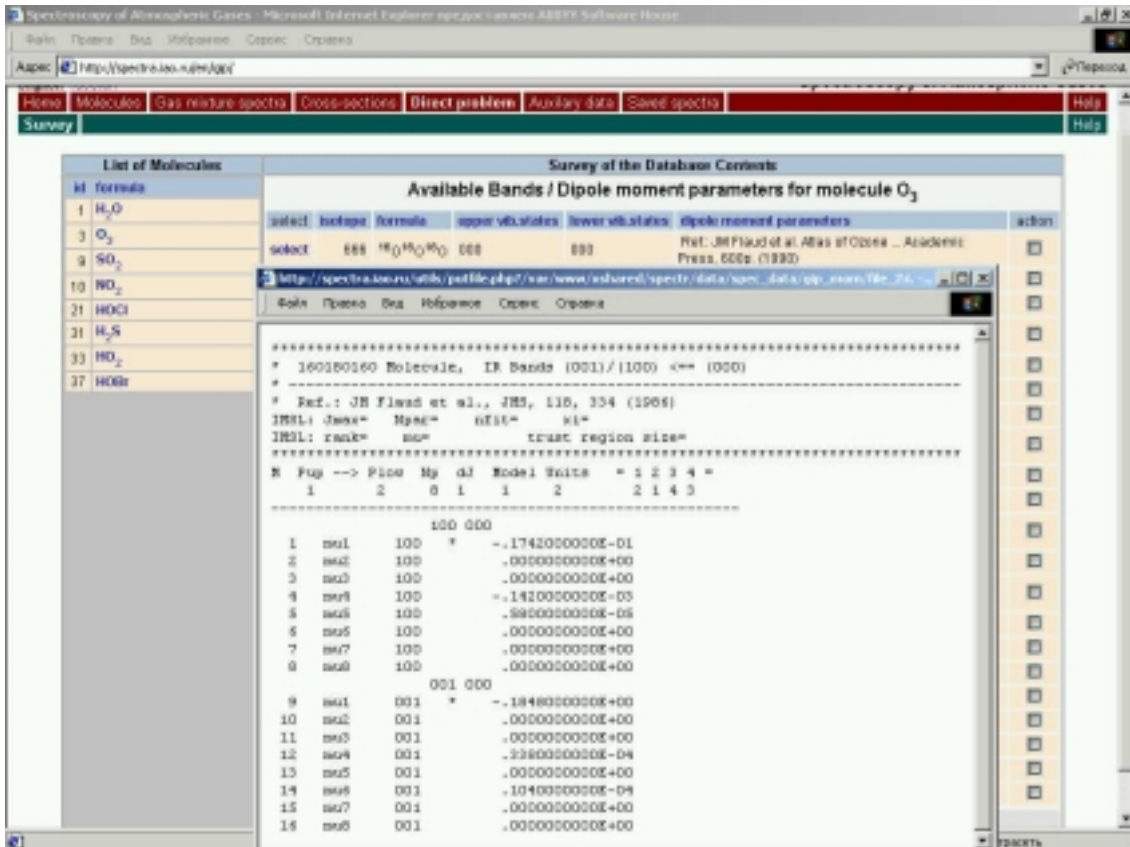 Spectroscopy of Atmospheric Gases - Microsoft Internet Explorer предоставлен ABBYY Software House
Файл Правка Вид Избранное Сервис Справка
Адрес http://spectra.iao.ru/en/gip/ Переход
Home Molecules Gas mixture spectra Cross-sections Direct problem Auxilary data Saved spectra Help
Survey Help
List of Molecules Survey of the Database Contents
id formula Available Bands / Dipole moment parameters for molecule O₃
1 H₂O
select isotope formula upper vib.states lower vib.states dipole moment parameters action
3 O₃
select 666 ¹⁶O¹⁶O¹⁶O 000 000 Ref.: JM Flaud et al. Atlas of Ozone ... Academic
Press, 600p. (1990)
9 SO₂
10 NO₂
21 HOCl
31 H₂S
33 HO₂
37 HOBr
Файл Правка Вид Избранное Сервис Справка
* 160180160 Molecule, IR Bands (001)/(100) <== (000)
* Ref.: JM Flaud et al., JMS, 118, 334 (1986)
IMSL: Jmax= Npar= nfit= xi=
IMSL: rank= mu= trust region size=
N Pup --> Plow Np dJ Model Units = 1 2 3 4 =
1 2 8 1 1 2 2 1 4 3
100 000
1 mu1 100 * -.1742000000E-01
2 mu2 100 .0000000000E+00
3 mu3 100 .0000000000E+00
4 mu4 100 -.1420000000E-03
5 mu5 100 .5800000000E-05
6 mu6 100 .0000000000E+00
7 mu7 100 .0000000000E+00
8 mu8 100 .0000000000E+00
001 000
9 mu1 001 * -.1848000000E+00
10 mu2 001 .0000000000E+00
11 mu3 001 .0000000000E+00
12 mu4 001 .3380000000E-04
13 mu5 001 .0000000000E+00
14 mu6 001 .1040000000E-04
15 mu7 001 .0000000000E+00
16 mu8 001 .0000000000E+00